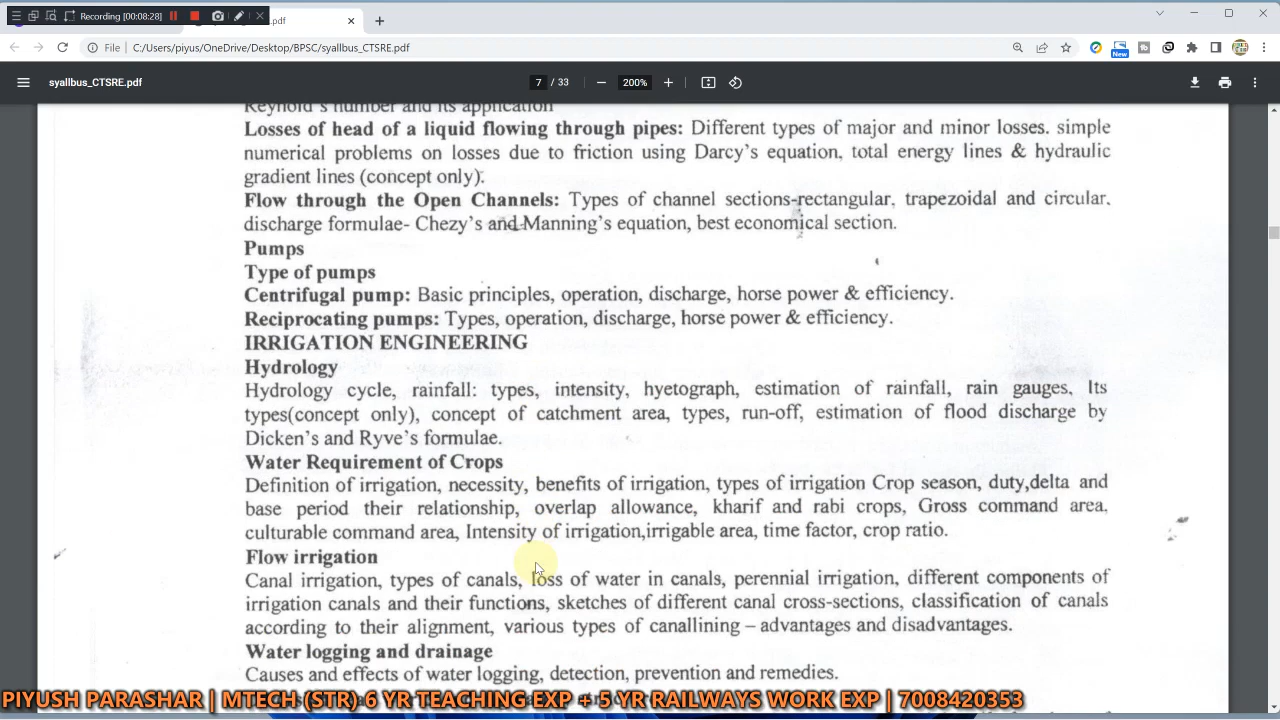 Recording [00:08:28]
.pdf
File
C:/Users/piyus/OneDrive/Desktop/BPSC/syallbus_CTSRE.pdf
New
syallbus_CTSRE.pdf
7 / 33
200%
Reynold's number and its application
Losses of head of a liquid flowing through pipes: Different types of major and minor losses. simple
numerical problems on losses due to friction using Darcy's equation, total energy lines & hydraulic
gradient lines (concept only).
Flow through the Open Channels: Types of channel sections-rectangular, trapezoidal and circular,
discharge formulae- Chezy's and Manning's equation, best economical section.
Pumps
Type of pumps
Centrifugal pump: Basic principles, operation, discharge, horse power & efficiency.
Reciprocating pumps: Types, operation, discharge, horse power & efficiency.
IRRIGATION ENGINEERING
Hydrology
Hydrology cycle, rainfall: types, intensity, hyetograph, estimation of rainfall, rain gauges, Its
types(concept only), concept of catchment area, types, run-off, estimation of flood discharge by
Dicken's and Ryve's formulae.
Water Requirement of Crops
Definition of irrigation, necessity, benefits of irrigation, types of irrigation Crop season, duty,delta and
base period their relationship, overlap allowance, kharif and rabi crops, Gross command area,
culturable command area, Intensity of irrigation,irrigable area, time factor, crop ratio.
Flow irrigation
Canal irrigation, types of canals, loss of water in canals, perennial irrigation, different components of
irrigation canals and their functions, sketches of different canal cross-sections, classification of canals
according to their alignment, various types of canallining – advantages and disadvantages.
Water logging and drainage
Causes and effects of water logging, detection, prevention and remedies.
PIYUSH PARASHAR | MTECH (STR) 6 YR TEACHING EXP + 5 YR RAILWAYS WORK EXP | 7008420353